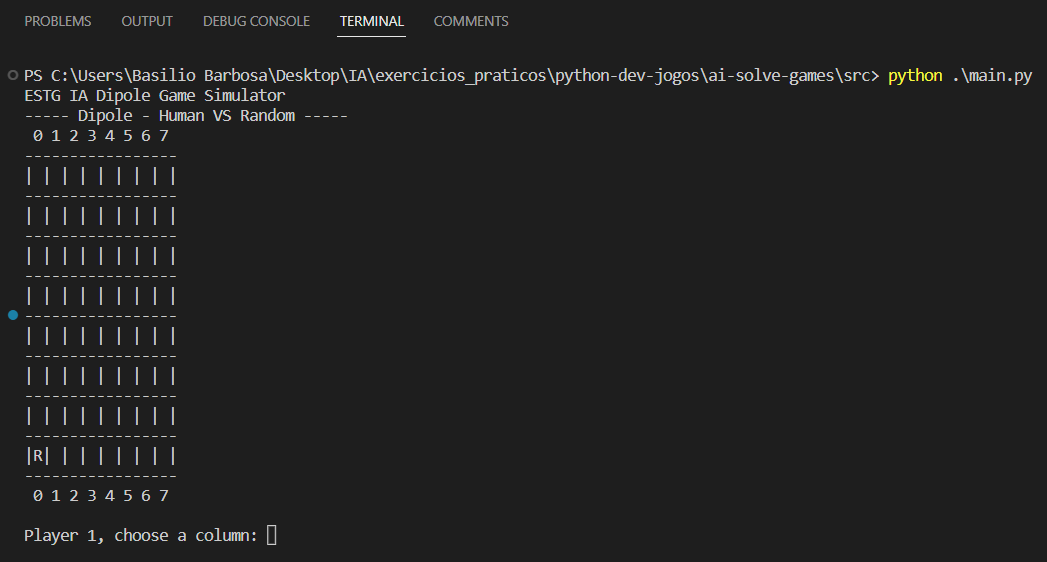 PROBLEMS OUTPUT DEBUG CONSOLE TERMINAL COMMENTS
PS C:\Users\Basilio Barbosa\Desktop\IA\exercicios_praticos\python-dev-jogos\ai-solve-games\src> python .\main.py
ESTG IA Dipole Game Simulator
----- Dipole - Human VS Random -----
 0 1 2 3 4 5 6 7
-----------------
| | | | | | | | |
-----------------
| | | | | | | | |
-----------------
| | | | | | | | |
-----------------
| | | | | | | | |
-----------------
| | | | | | | | |
-----------------
| | | | | | | | |
-----------------
| | | | | | | | |
-----------------
|R| | | | | | | |
-----------------
 0 1 2 3 4 5 6 7
Player 1, choose a column: